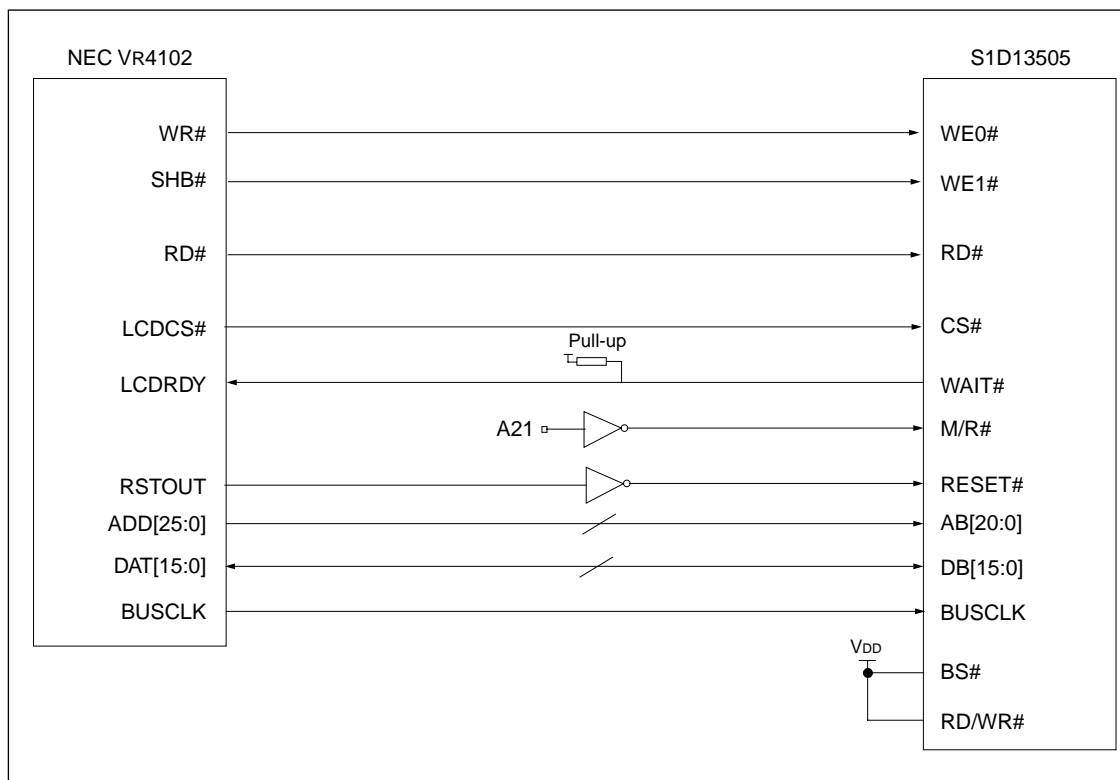 NEC VR4102 S1D13505
WR# WE0#
SHB# WE1#
RD# RD#
LCDCS# CS#
Pull-up
LCDRDY WAIT#
A21 M/R#
RSTOUT RESET#
ADD[25:0] AB[20:0]
DAT[15:0] DB[15:0]
BUSCLK BUSCLK
VDD
BS#
RD/WR#